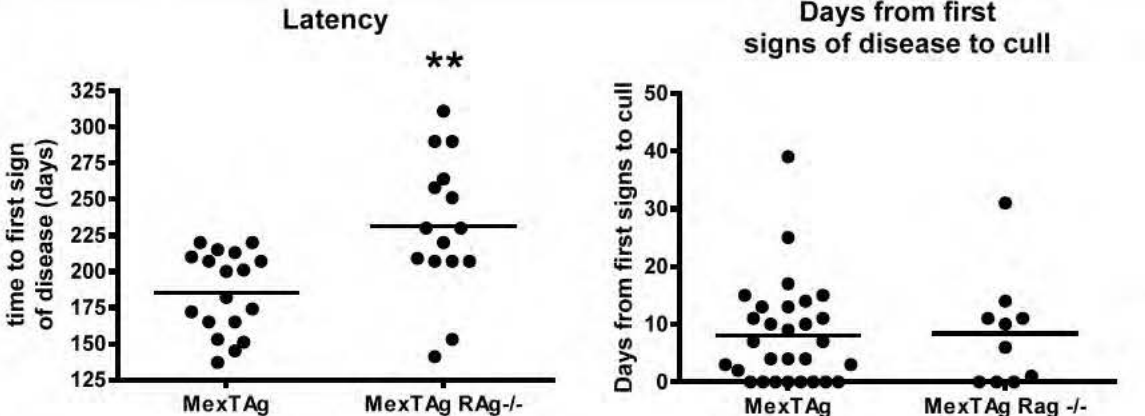 Latency
**
325
300
275
250
225
200
175
150
125
time to first sign
of disease (days)
MexTAg
MexTAg RAg-/-
Days from first
signs of disease to cull
50
40
30
20
10
0
Days from first signs to cull
MexTAg
MexTAg Rag -/-